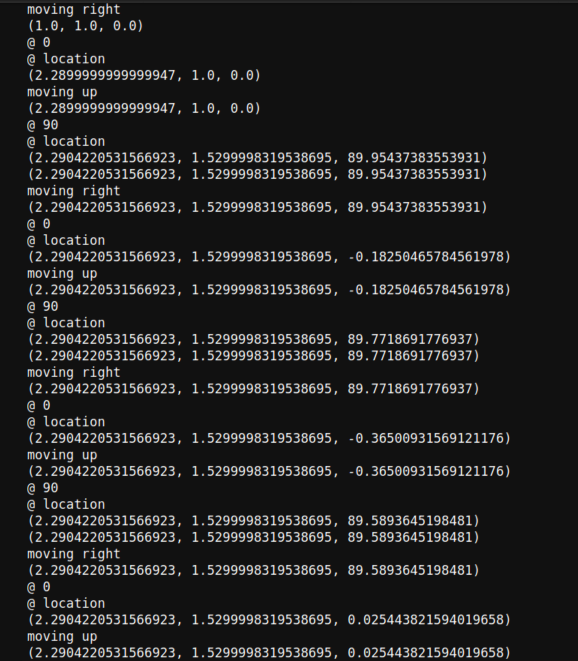 moving right
(1.0, 1.0, 0.0)
@ 0
@ location
(2.2899999999999947, 1.0, 0.0)
moving up
(2.2899999999999947, 1.0, 0.0)
@ 90
@ location
(2.2904220531566923, 1.5299998319538695, 89.95437383553931)
(2.2904220531566923, 1.5299998319538695, 89.95437383553931)
moving right
(2.2904220531566923, 1.5299998319538695, 89.95437383553931)
@ 0
@ location
(2.2904220531566923, 1.5299998319538695, -0.18250465784561978)
moving up
(2.2904220531566923, 1.5299998319538695, -0.18250465784561978)
@ 90
@ location
(2.2904220531566923, 1.5299998319538695, 89.7718691776937)
(2.2904220531566923, 1.5299998319538695, 89.7718691776937)
moving right
(2.2904220531566923, 1.5299998319538695, 89.7718691776937)
@ 0
@ location
(2.2904220531566923, 1.5299998319538695, -0.36500931569121176)
moving up
(2.2904220531566923, 1.5299998319538695, -0.36500931569121176)
@ 90
@ location
(2.2904220531566923, 1.5299998319538695, 89.5893645198481)
(2.2904220531566923, 1.5299998319538695, 89.5893645198481)
moving right
(2.2904220531566923, 1.5299998319538695, 89.5893645198481)
@ 0
@ location
(2.2904220531566923, 1.5299998319538695, 0.025443821594019658)
moving up
(2.2904220531566923, 1.5299998319538695, 0.025443821594019658)